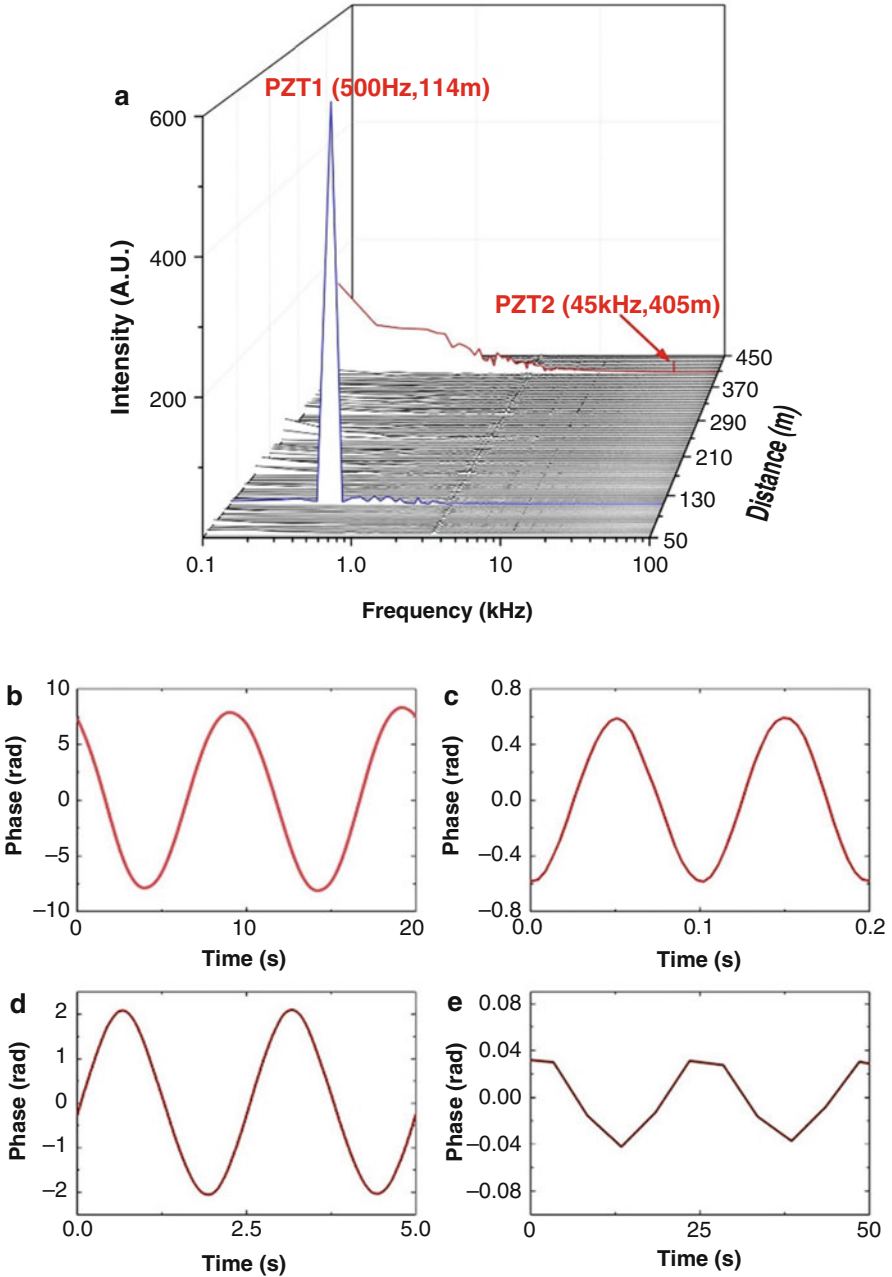 a
PZT1 (500Hz,114m)
PZT2 (45kHz,405m)
Intensity (A.U.)
600
400
200
450
370
290
210
130
50
Distance (m)
0.1
1.0
10
100
Frequency (kHz)
b
Phase (rad)
10
5
0
–5
–10
0
10
20
Time (s)
c
Phase (rad)
0.8
0.4
0.0
–0.4
–0.8
0.0
0.1
0.2
Time (s)
d
Phase (rad)
2
1
0
–1
–2
0.0
2.5
5.0
Time (s)
e
Phase (rad)
0.08
0.04
0.00
–0.04
–0.08
0
25
50
Time (s)